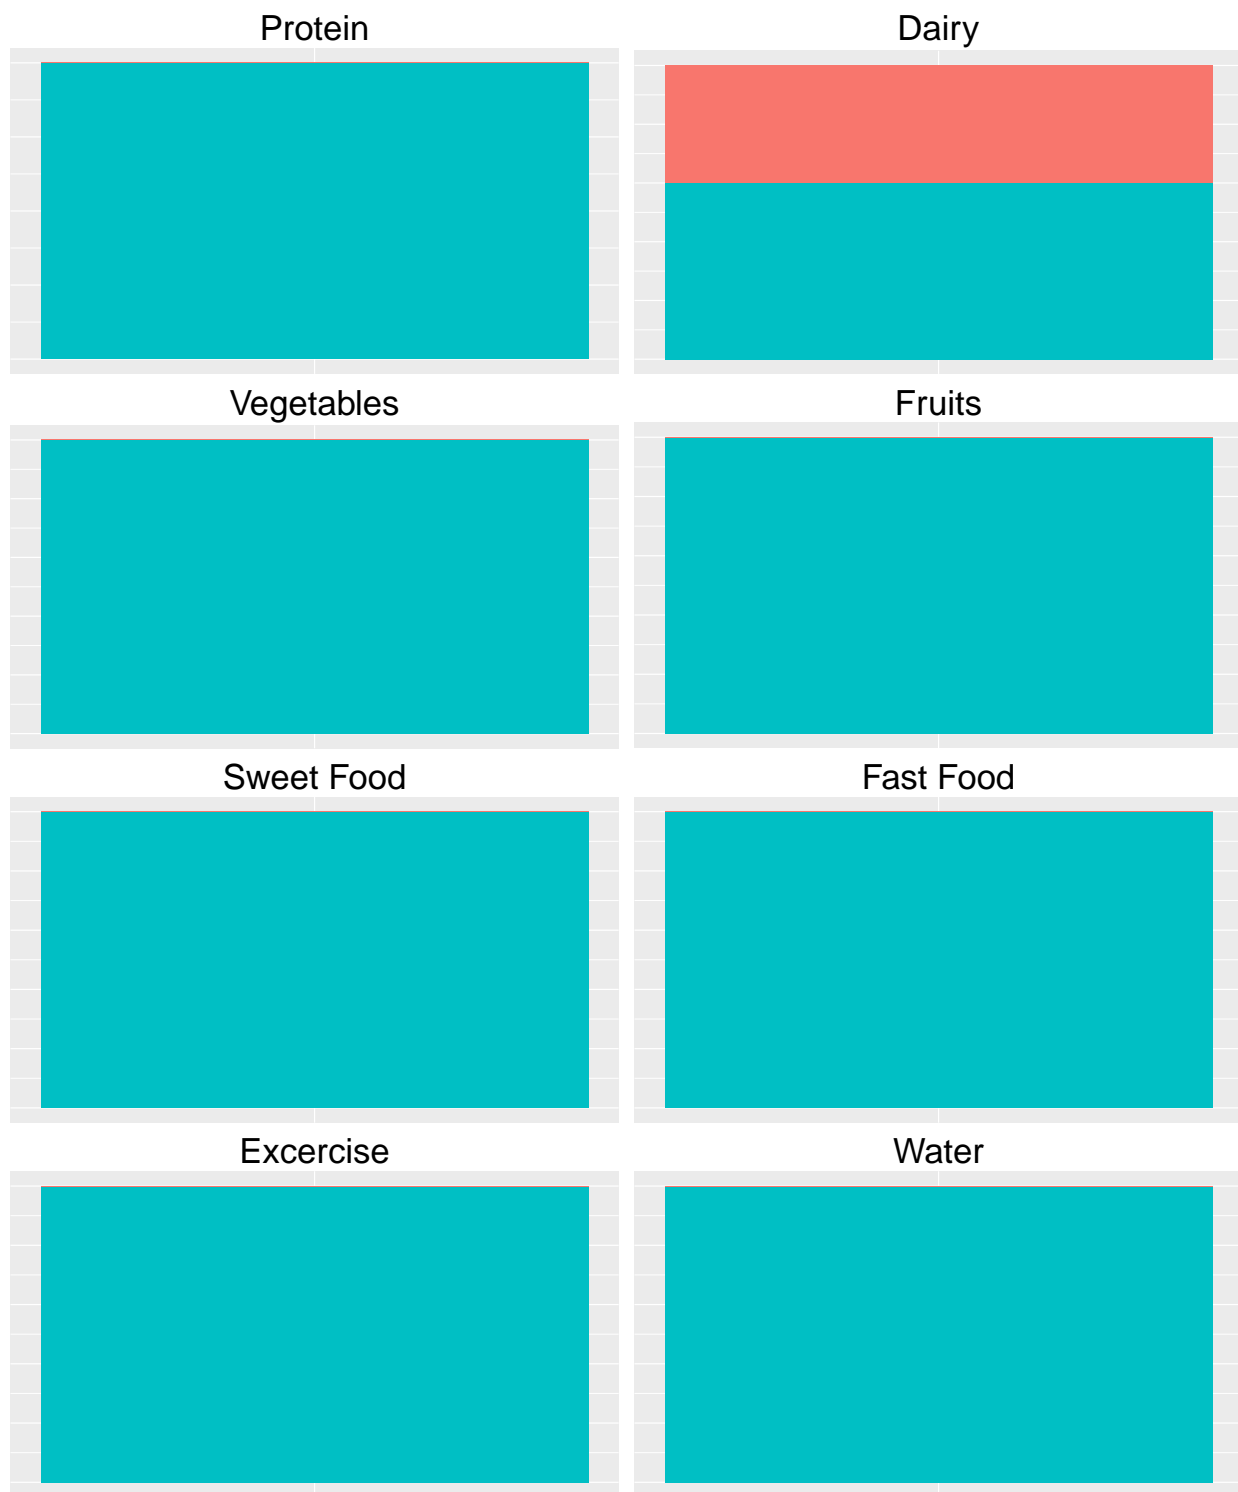 Protein
Dairy
Vegetables
Fruits
Sweet Food
Fast Food
Excercise
Water